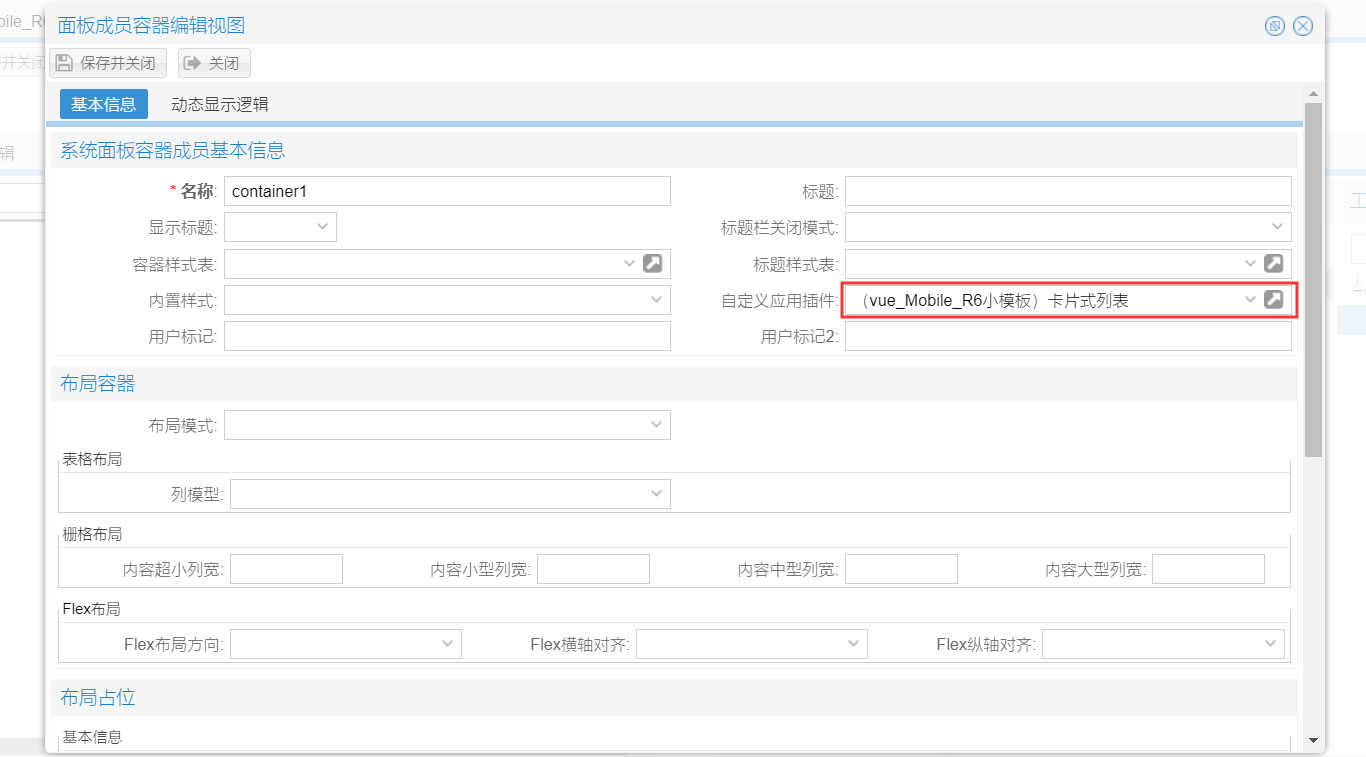 bile_R6
面板成员容器编辑视图
并关闭
保存并关闭 关闭
基本信息 动态显示逻辑
辑
系统面板容器成员基本信息
* 名称: container1 标题:
显示标题: 标题栏关闭模式:
容器样式表: 标题样式表:
内置样式: 自定义应用插件: （vue_Mobile_R6小模板）卡片式列表
用户标记: 用户标记2:
布局容器
布局模式:
表格布局
列模型:
栅格布局
内容超小列宽: 内容小型列宽: 内容中型列宽: 内容大型列宽:
Flex布局
Flex布局方向: Flex横轴对齐: Flex纵轴对齐:
布局占位
基本信息